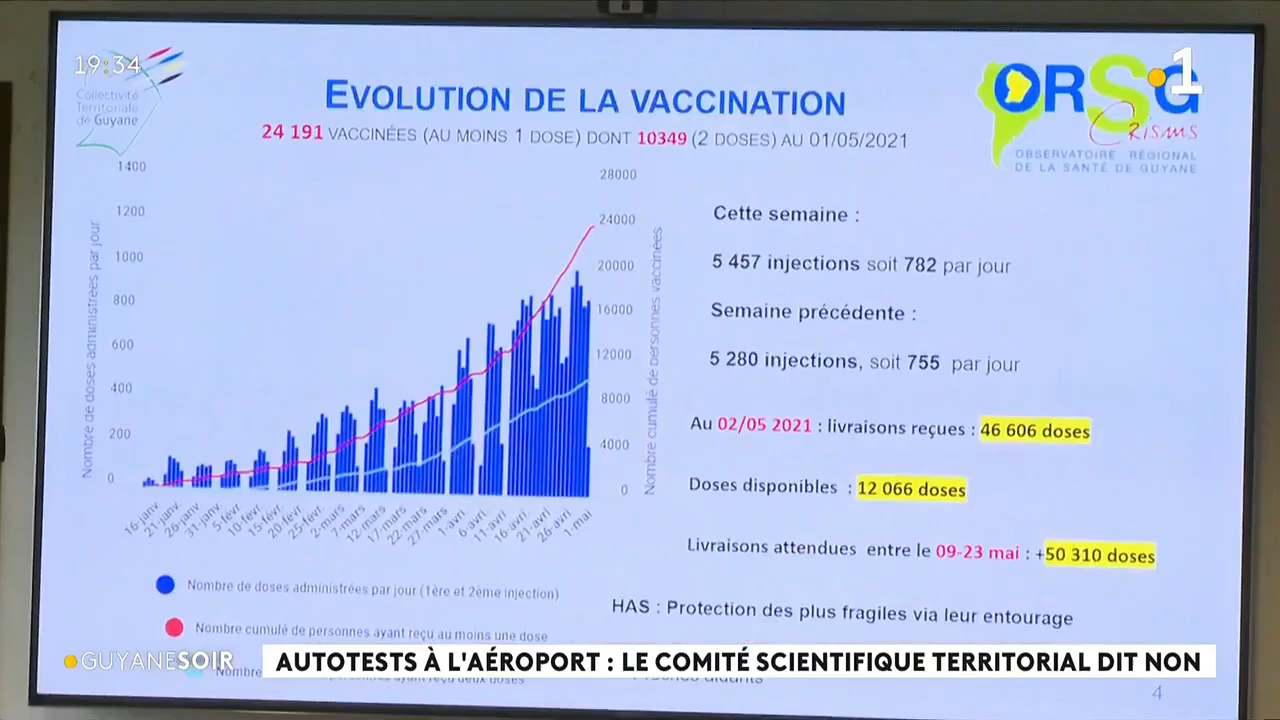 19:34
Collectivité
Territoriale
de Guyane
EVOLUTION DE LA VACCINATION
24 191 VACCINÉES (AU MOINS 1 DOSE) DONT 10349 (2 DOSES) AU 01/05/2021
ORSG
CRISMS
OBSERVATOIRE RÉGIONAL
DE LA SANTÉ DE GUYANE
1
Nombre de doses administrées par jour
1400
1200
1000
800
600
400
200
0
28000
24000
20000
16000
12000
8000
4000
0
Nombre cumulé de personnes vaccinées
16-janv.
21-janv.
26-janv.
31-janv.
5-févr.
10-févr.
15-févr.
20-févr.
25-févr.
2-mars
7-mars
12-mars
17-mars
22-mars
27-mars
1-avril
6-avril
11-avril
16-avril
21-avril
26-avril
1-mai
Nombre de doses administrées par jour (1ère et 2ème injection)
Nombre cumulé de personnes ayant reçu au moins une dose
Cette semaine :
5 457 injections soit 782 par jour
Semaine précédente :
5 280 injections, soit 755 par jour
Au 02/05 2021 : livraisons reçues : 46 606 doses
Doses disponibles : 12 066 doses
Livraisons attendues entre le 09-23 mai : +50 310 doses
HAS : Protection des plus fragiles via leur entourage
GUYANESOIR
AUTOTESTS À L'AÉROPORT : LE COMITÉ SCIENTIFIQUE TERRITORIAL DIT NON
4